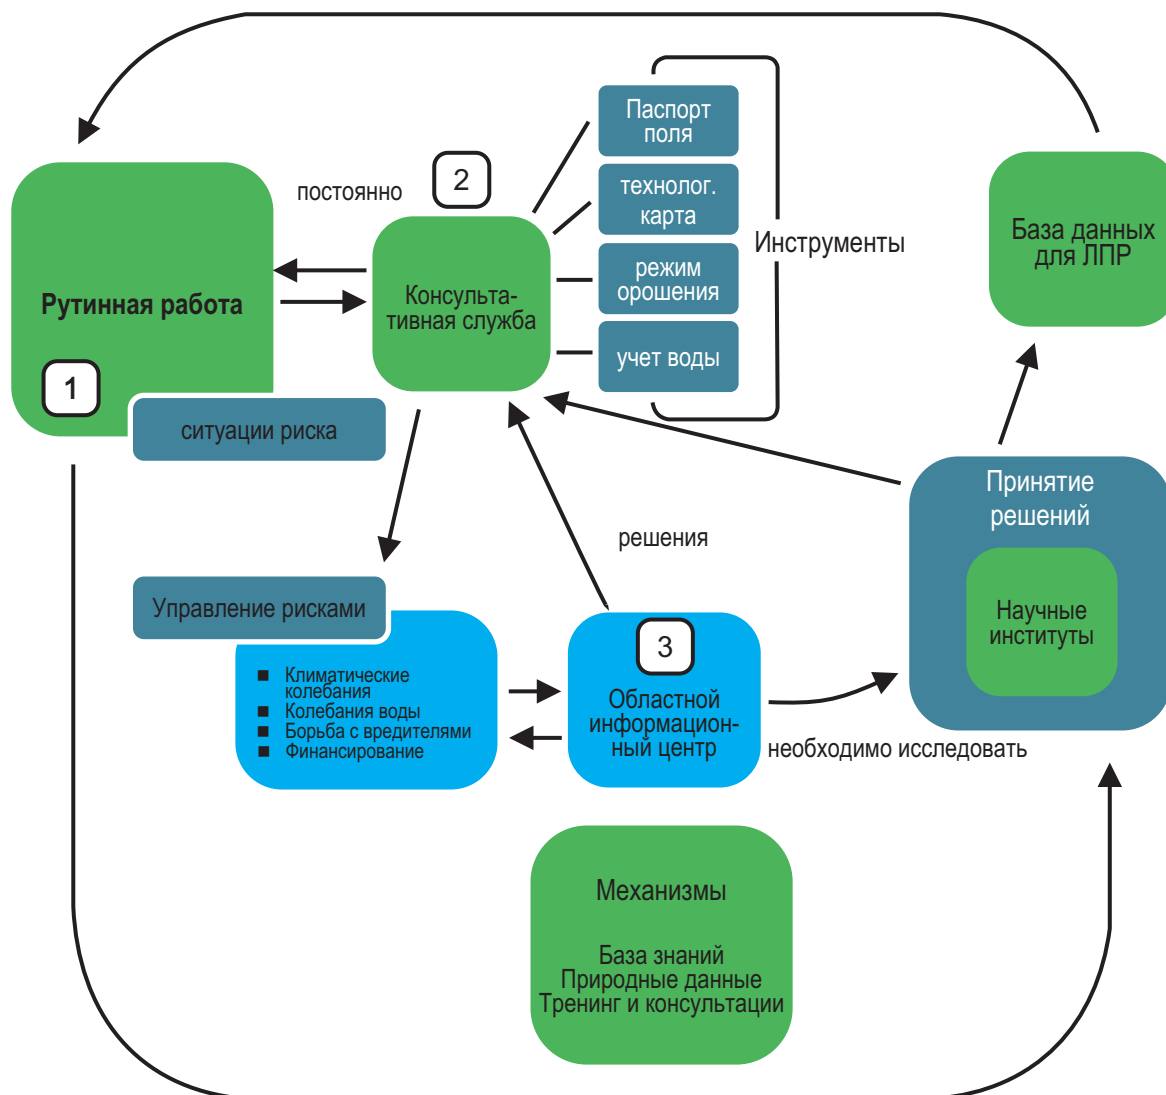 Паспорт
поля
2
постоянно
технолог.
карта
База данных
для ЛПР
Инструменты
режим
орошения
Рутинная работа
Консульта-
тивная служба
учет воды
1
ситуации риска
Принятие
решений
решения
Управление рисками
Научные
институты
3
■ Климатические
колебания
■ Колебания воды
■ Борьба с вредителями
■ Финансирование
Областной
информацион-
ный центр
необходимо исследовать
Механизмы
База знаний
Природные данные
Тренинг и консультации